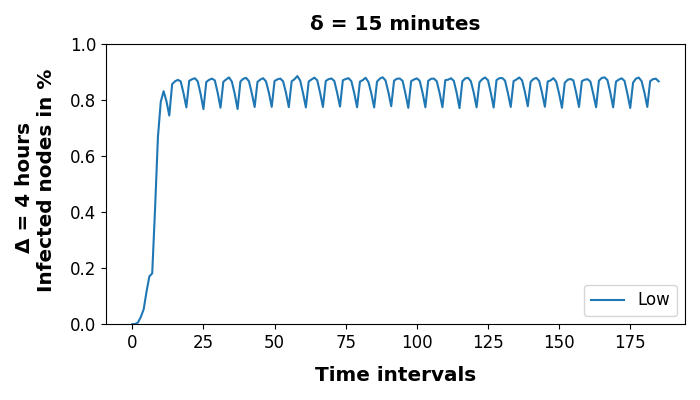 δ = 15 minutes
Δ = 4 hours
Infected nodes in %
1.0
0.8
0.6
0.4
0.2
0.0
Low
0 25 50 75 100 125 150 175
Time intervals